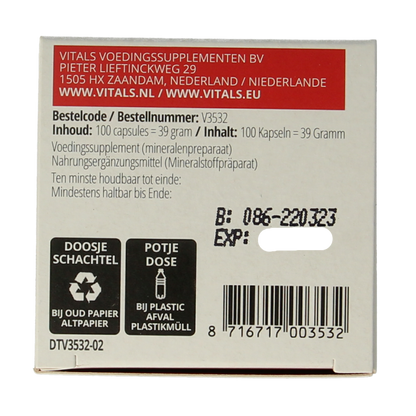 VITALS VOEDINGSSUPPLEMENTEN BV
PIETER LIEFTINCKWEG 29
1505 HX ZAANDAM, NEDERLAND / NIEDERLANDE
WWW.VITALS.NL / WWW.VITALS.EU
Bestelcode / Bestellnummer: V3532
Inhoud: 100 capsules = 39 gram / Inhalt: 100 Kapseln = 39 Gramm
Voedingssupplement (mineralenpreparaat)
Nahrungsergänzungsmittel (Mineralstoffpräparat)
Ten minste houdbaar tot einde:
Mindestens haltbar bis Ende:
B: 086-220323
EXP:
DOOSJE
SCHACHTEL
BIJ OUD PAPIER
ALTPAPIER
POTJE
DOSE
BIJ PLASTIC
AFVAL
PLASTIKMÜLL
8 716717 003532
DTV3532-02